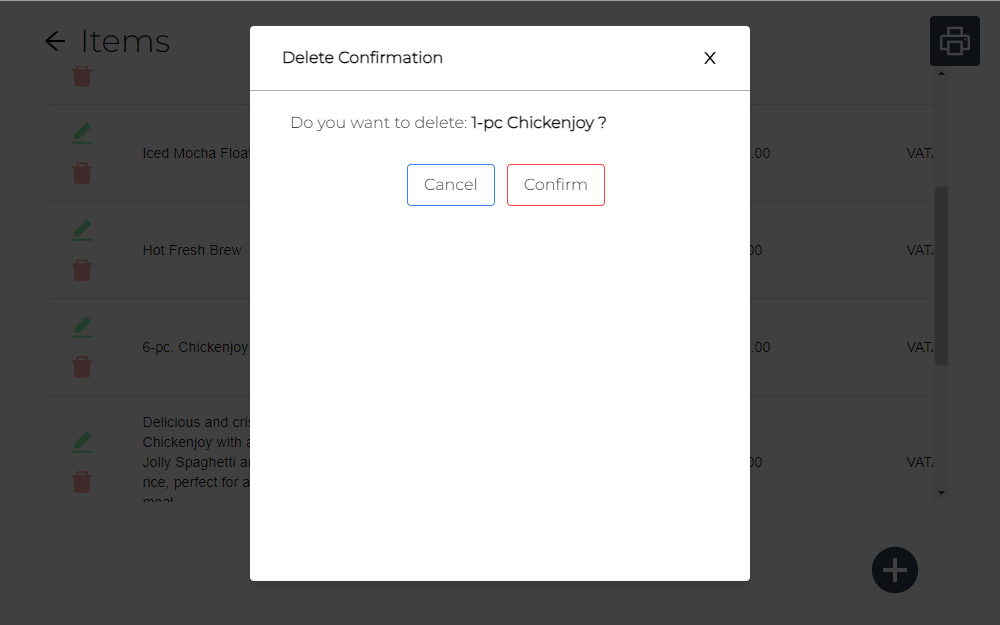 Items
Delete Confirmation
X
Do you want to delete: 1-pc Chickenjoy ?
Cancel
Confirm
Iced Mocha Floa
.00
VAT
Hot Fresh Brew
00
VAT
6-pc. Chickenjoy
.00
VAT
Delicious and cri
Chickenjoy with
Jolly Spaghetti
rice, perfect for a
00
VAT